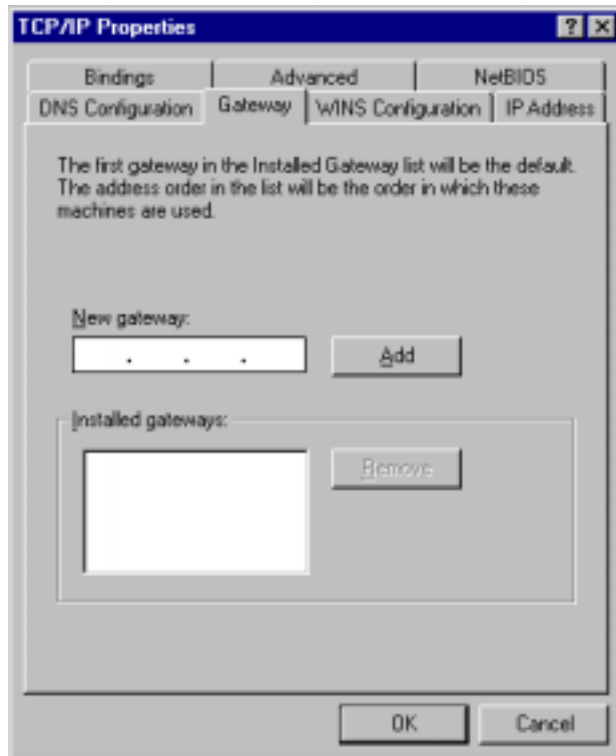 TCP/IP Properties
Bindings Advanced NetBIOS
DNS Configuration Gateway WINS Configuration IP Address
The first gateway in the Installed Gateway list will be the default.
The address order in the list will be the order in which these
machines are used.
New gateway:
. . .
Add
Installed gateways:
Remove
OK Cancel